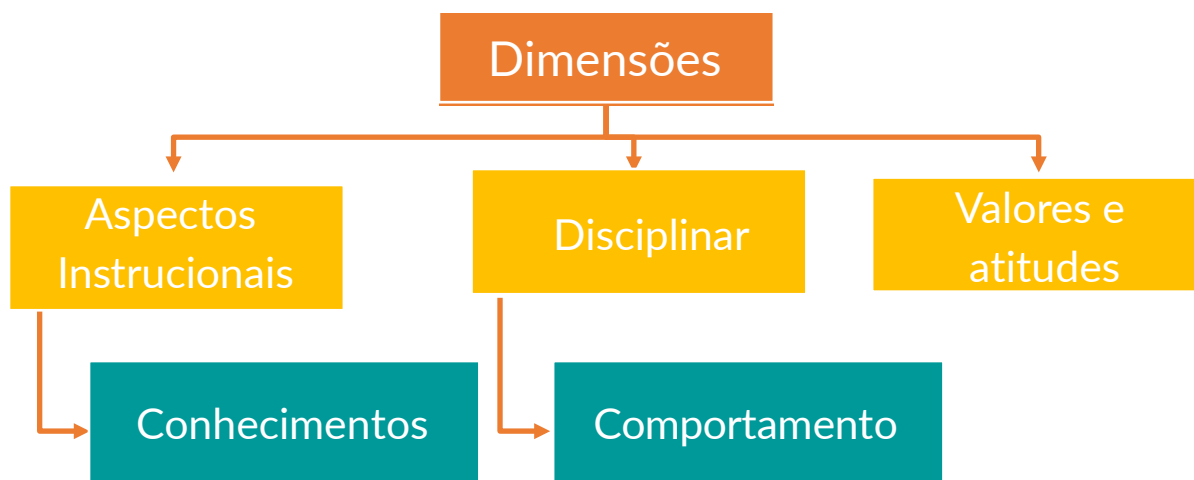 Dimensões
Aspectos
Instrucionais
Disciplinar
Valores e
atitudes
Conhecimentos
Comportamento